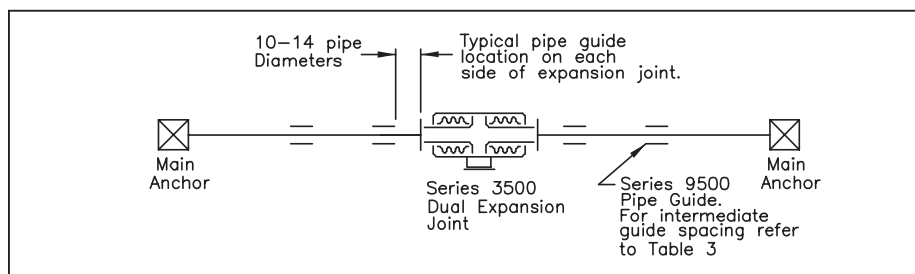 10-14 pipe
Diameters
Typical pipe guide
location on each
side of expansion joint.
Main
Anchor
Series 3500
Dual Expansion
Joint
Series 9500
Pipe Guide.
For intermediate
guide spacing refer
to Table 3
Main
Anchor